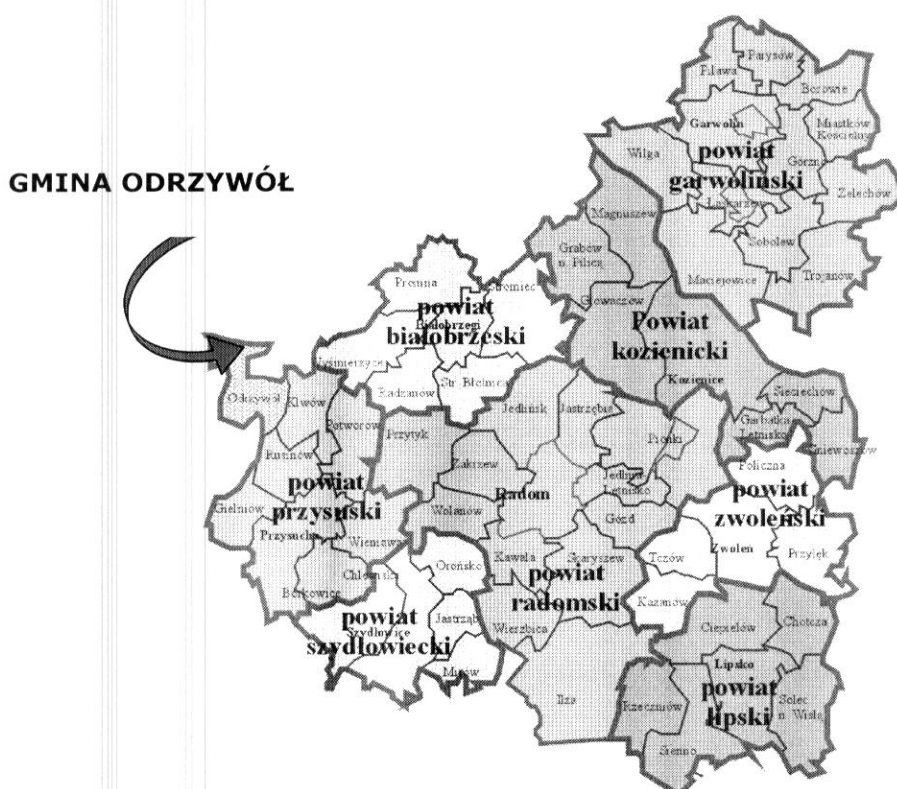 GMINA ODRZYWÓŁ
Parysów
Pilawa
Borowie
Garwolin
Miastków
Kościelny
Wilga
powiat
garwoliński
Górzno
Żelechów
Łaskarzew
Magnuszew
Sobolew
Grabów
n. Pilicą
Maciejowice
Trojanów
Promna
Stromiec
Głowaczów
powiat
białobrzeski
Białobrzegi
Powiat
kozienicki
Wyśmierzyce
Kozienice
Sieciechów
Radzanów
Str. Błotnica
Odrzywół
Klwów
Jedlińsk
Jastrzębia
Garbatka
Letnisko
Potworów
Przytyk
Pionki
Gniewoszów
Rusinów
Zakrzew
Policzna
Jedlnia
Letnisko
powiat
przysuski
Radom
powiat
zwoleński
Gielniów
Wolanów
Gózd
Przysucha
Wieniawa
Zwolen
Przyłęk
Kawala
Skaryszew
Tczów
Orońsko
Chlewiska
Borkowice
powiat
radomski
Kazanów
powiat
szydłowiecki
Szydłowiec
Jastrząb
Wierzbica
Ciepielów
Chotcza
Mirów
Lipsko
powiat
lipski
Iłża
Rzeczniów
Solec
n. Wisłą
Sienno